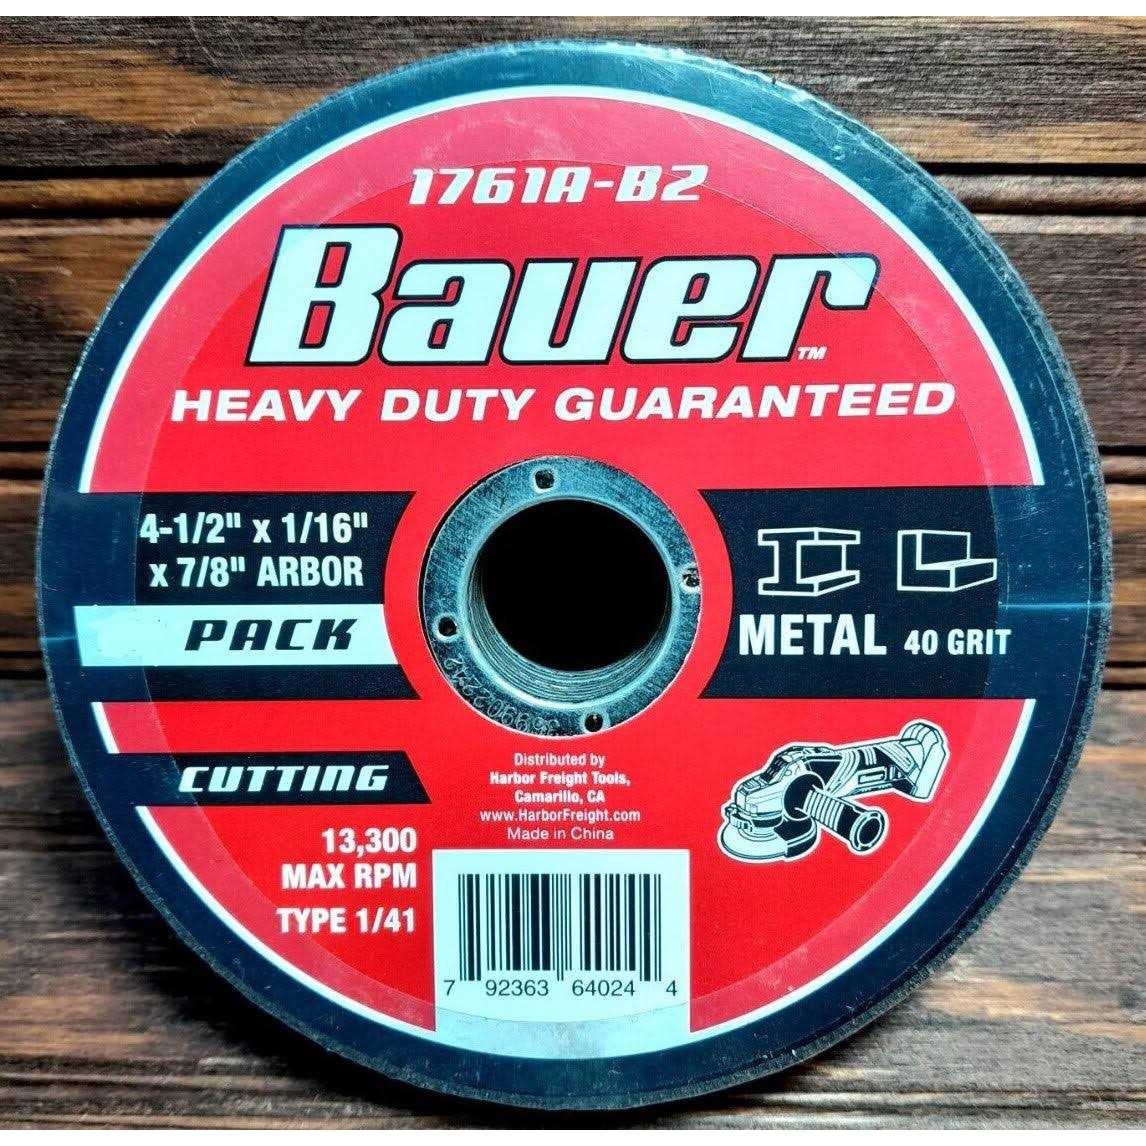 1761A-B2
Bauer™
HEAVY DUTY GUARANTEED
4-1/2" x 1/16"
x 7/8" ARBOR
PACK
METAL 40 GRIT
CUTTING
13,300
MAX RPM
TYPE 1/41
Distributed by
Harbor Freight Tools,
Camarillo, CA
www.HarborFreight.com
Made in China
7 92363 64024 4